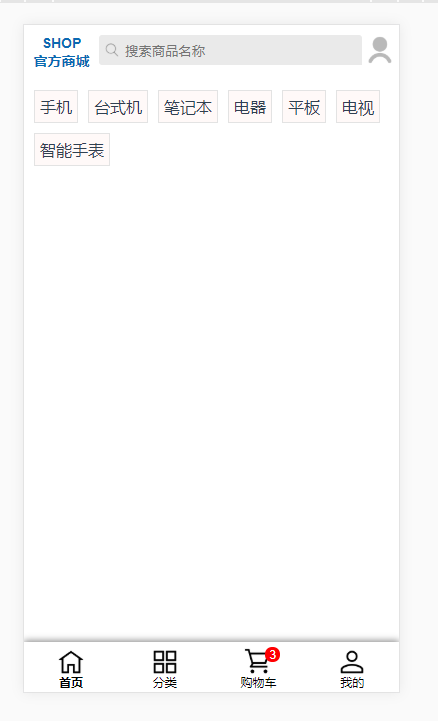 SHOP
官方商城
搜索商品名称
手机 台式机 笔记本 电器 平板 电视
智能手表
3
首页 分类 购物车 我的